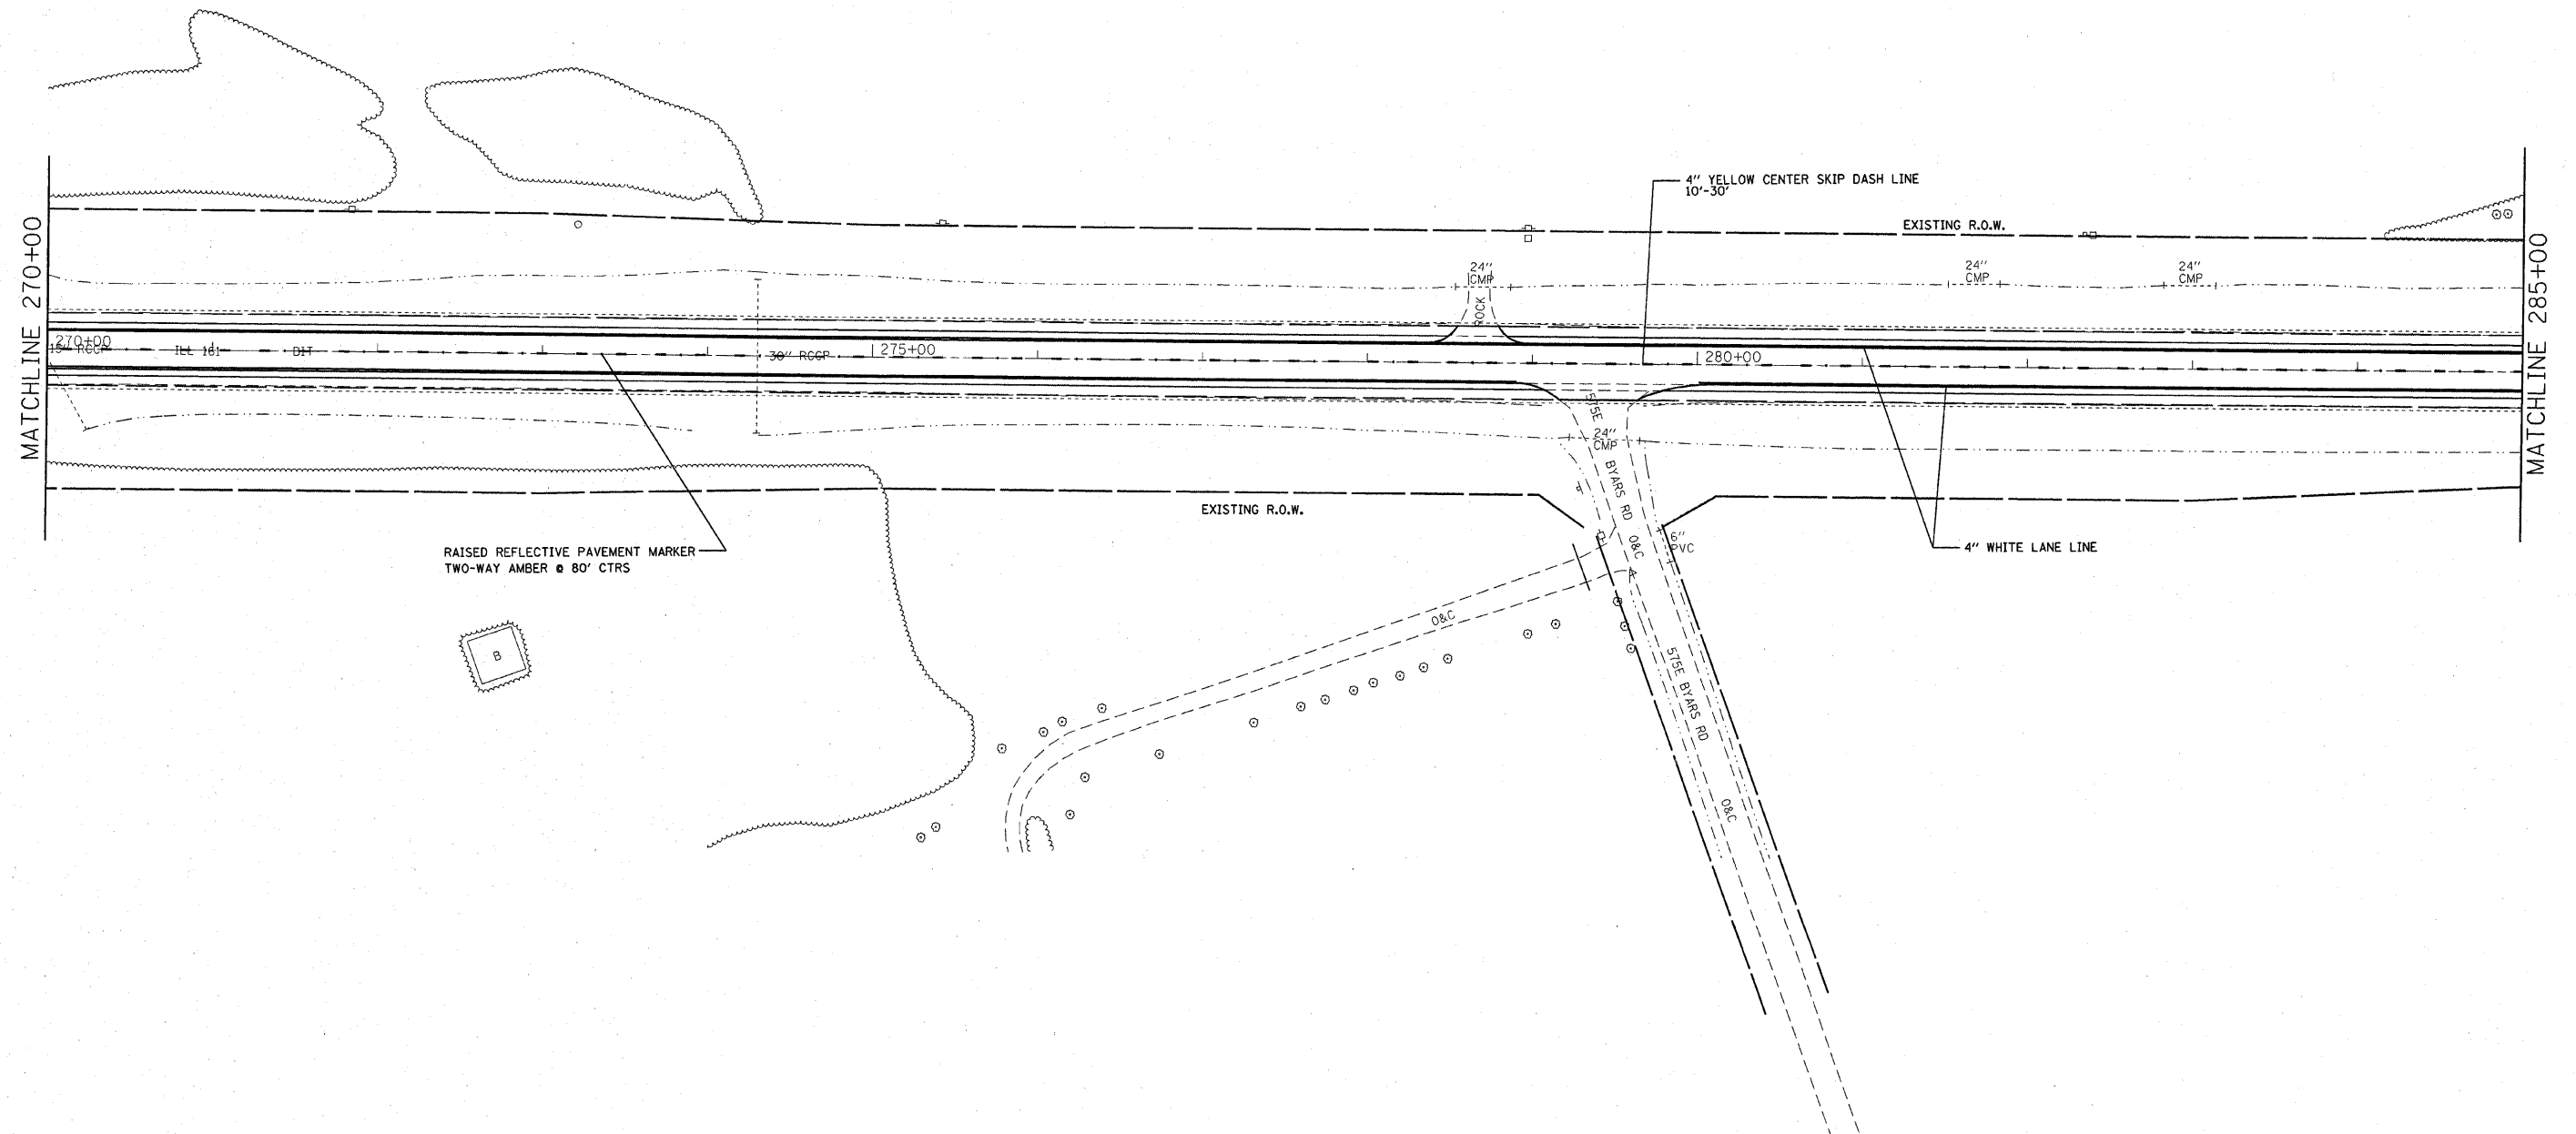 4" YELLOW CENTER SKIP DASH LINE
10'-30'
EXISTING R.O.W.
MATCHLINE 270+00
MATCHLINE 285+00
24"
CMP
24"
CMP
24"
CMP
ROCK
270+00
15" RCCP
ILL 161
BIT
30" RCCP
275+00
280+00
575E BYARS RD
24"
CMP
EXISTING R.O.W.
RAISED REFLECTIVE PAVEMENT MARKER
TWO-WAY AMBER @ 80' CTRS
O&C
6"
PVC
4" WHITE LANE LINE
O&C
B
575E BYARS RD
O&C